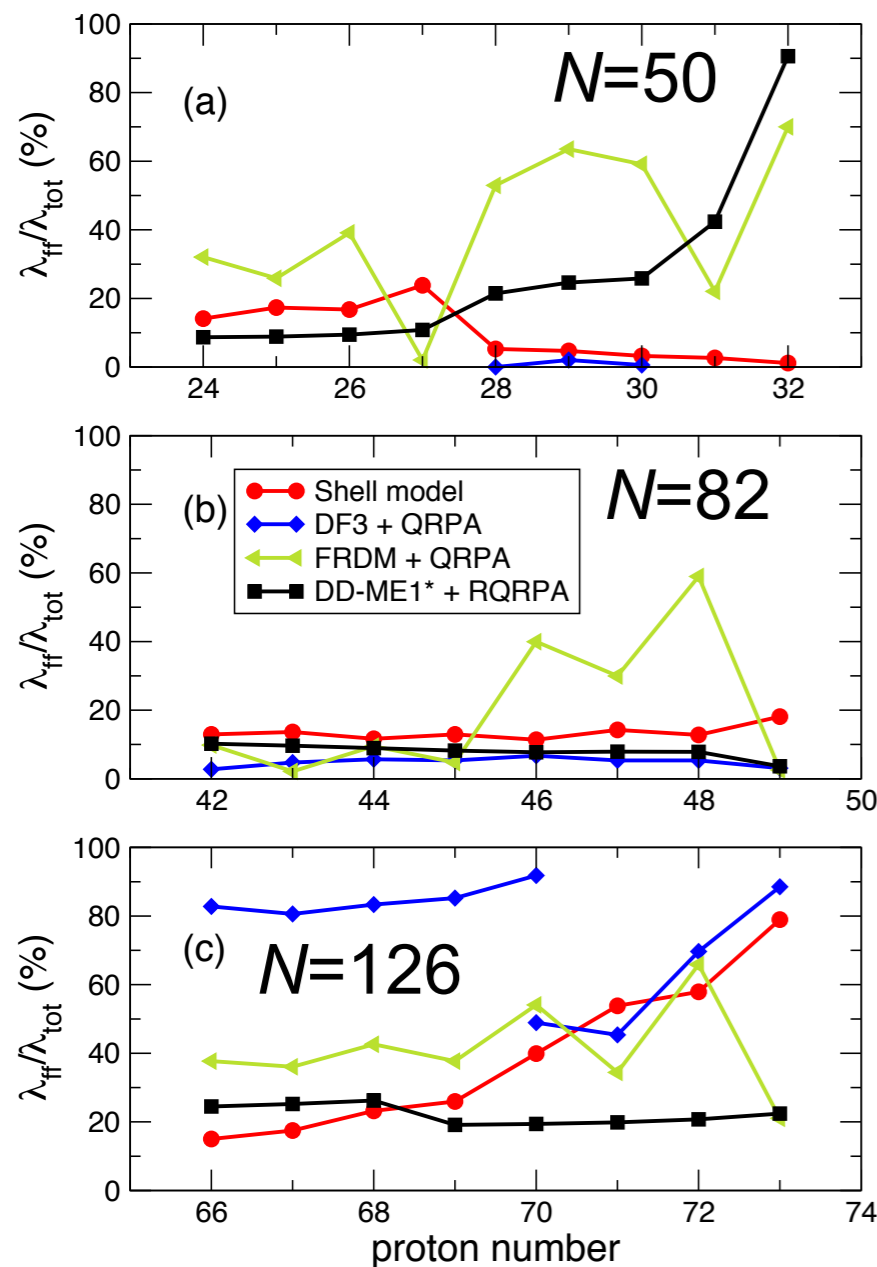 100
80
60
40
20
0
λff/λtot (%)
(a)
N=50
24 26 28 30 32
100
80
60
40
20
0
λff/λtot (%)
(b)
N=82
Shell model
DF3 + QRPA
FRDM + QRPA
DD-ME1* + RQRPA
42 44 46 48 50
100
80
60
40
20
0
λff/λtot (%)
(c)
N=126
66 68 70 72 74
proton number